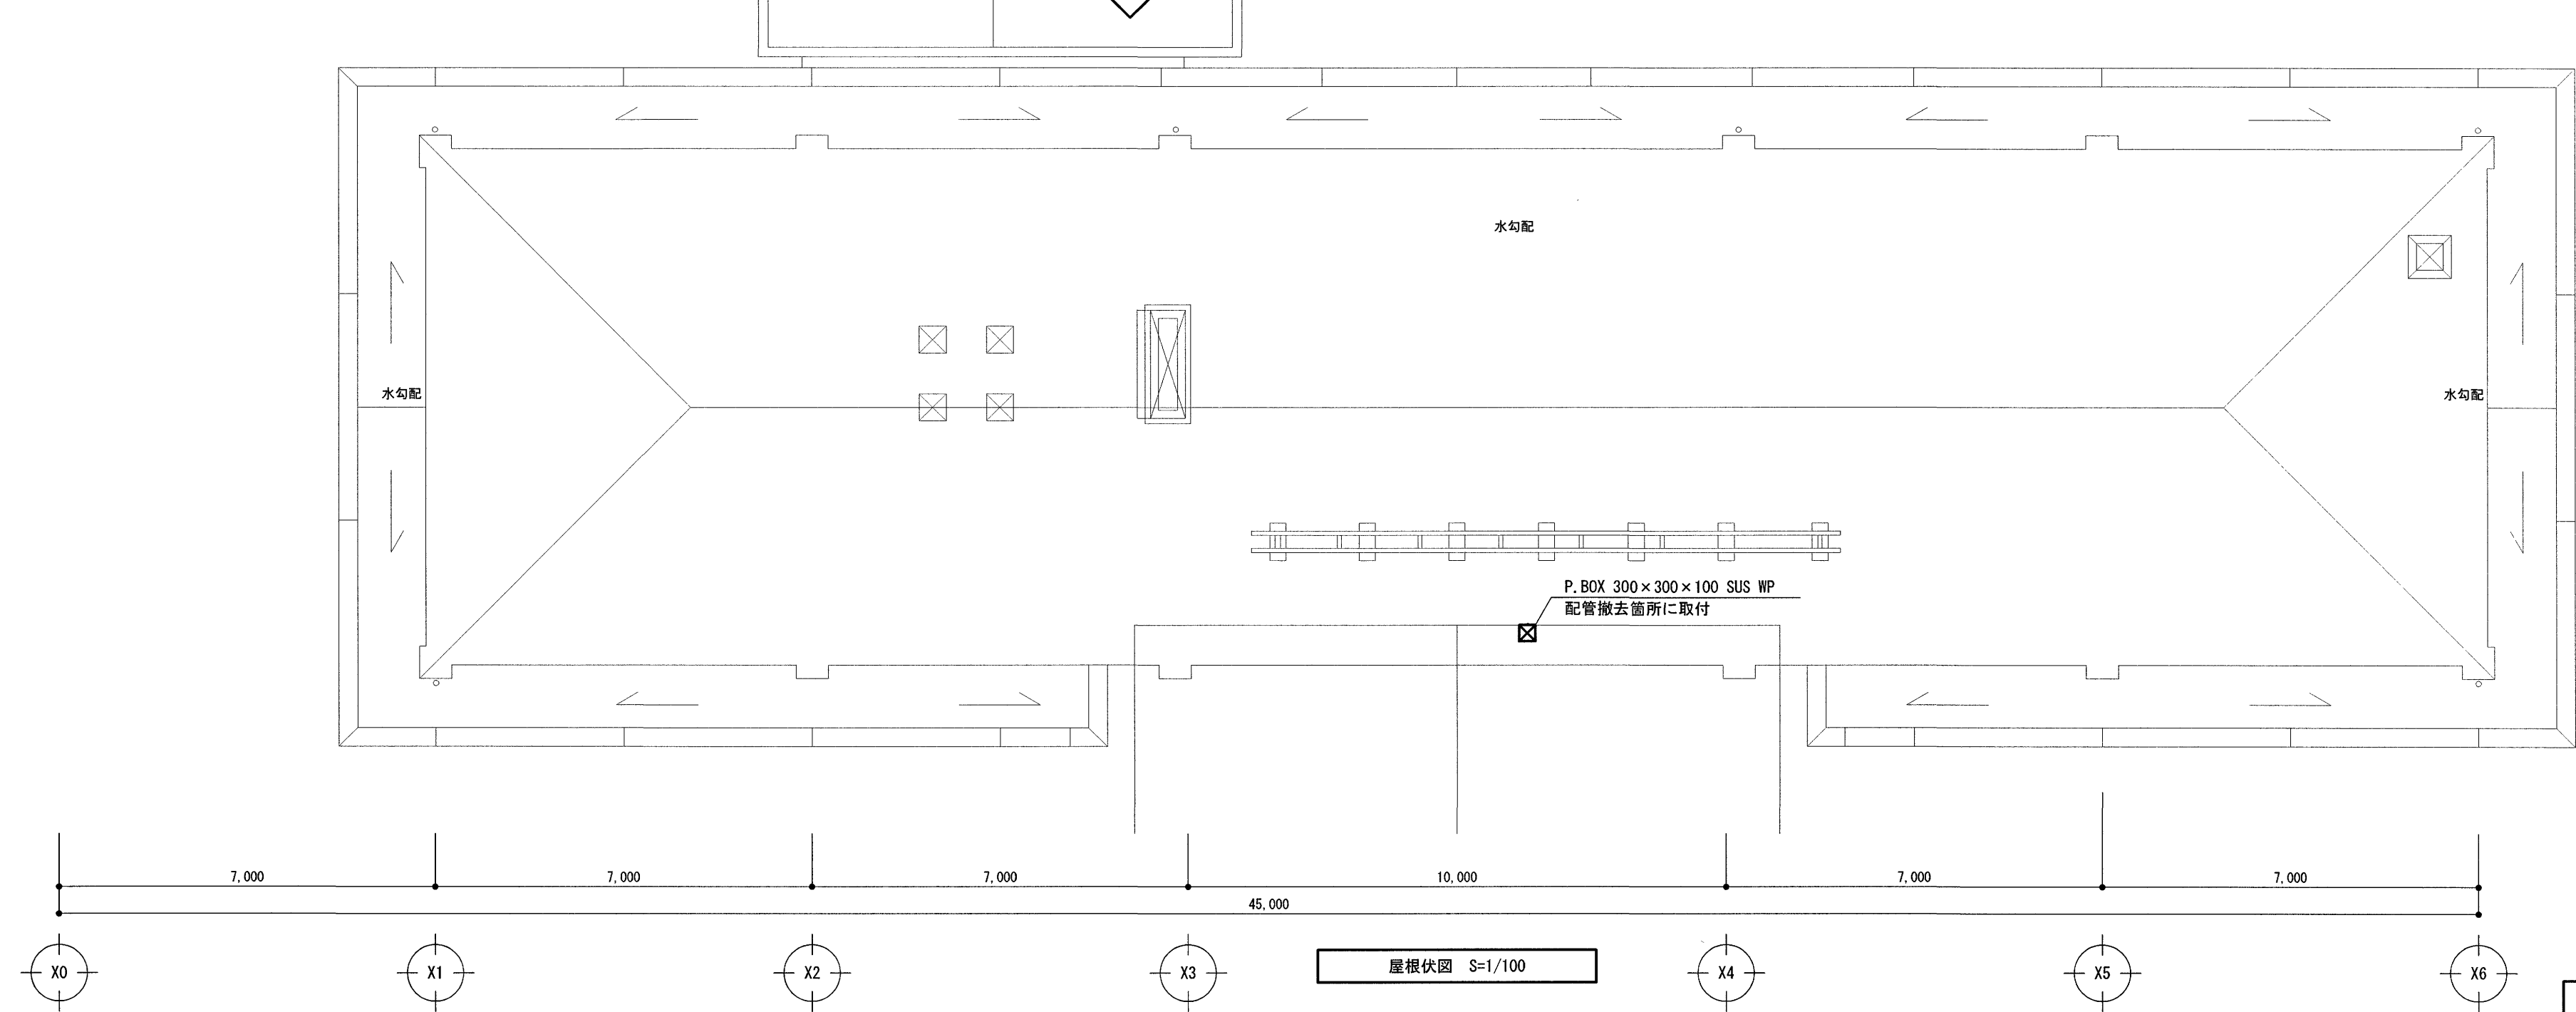 水勾配
水勾配
水勾配
P.BOX 300×300×100 SUS WP
配管撤去箇所に取付
7,000
7,000
7,000
10,000
7,000
7,000
45,000
X0
X1
X2
X3
屋根伏図 S=1/100
X4
X5
X6